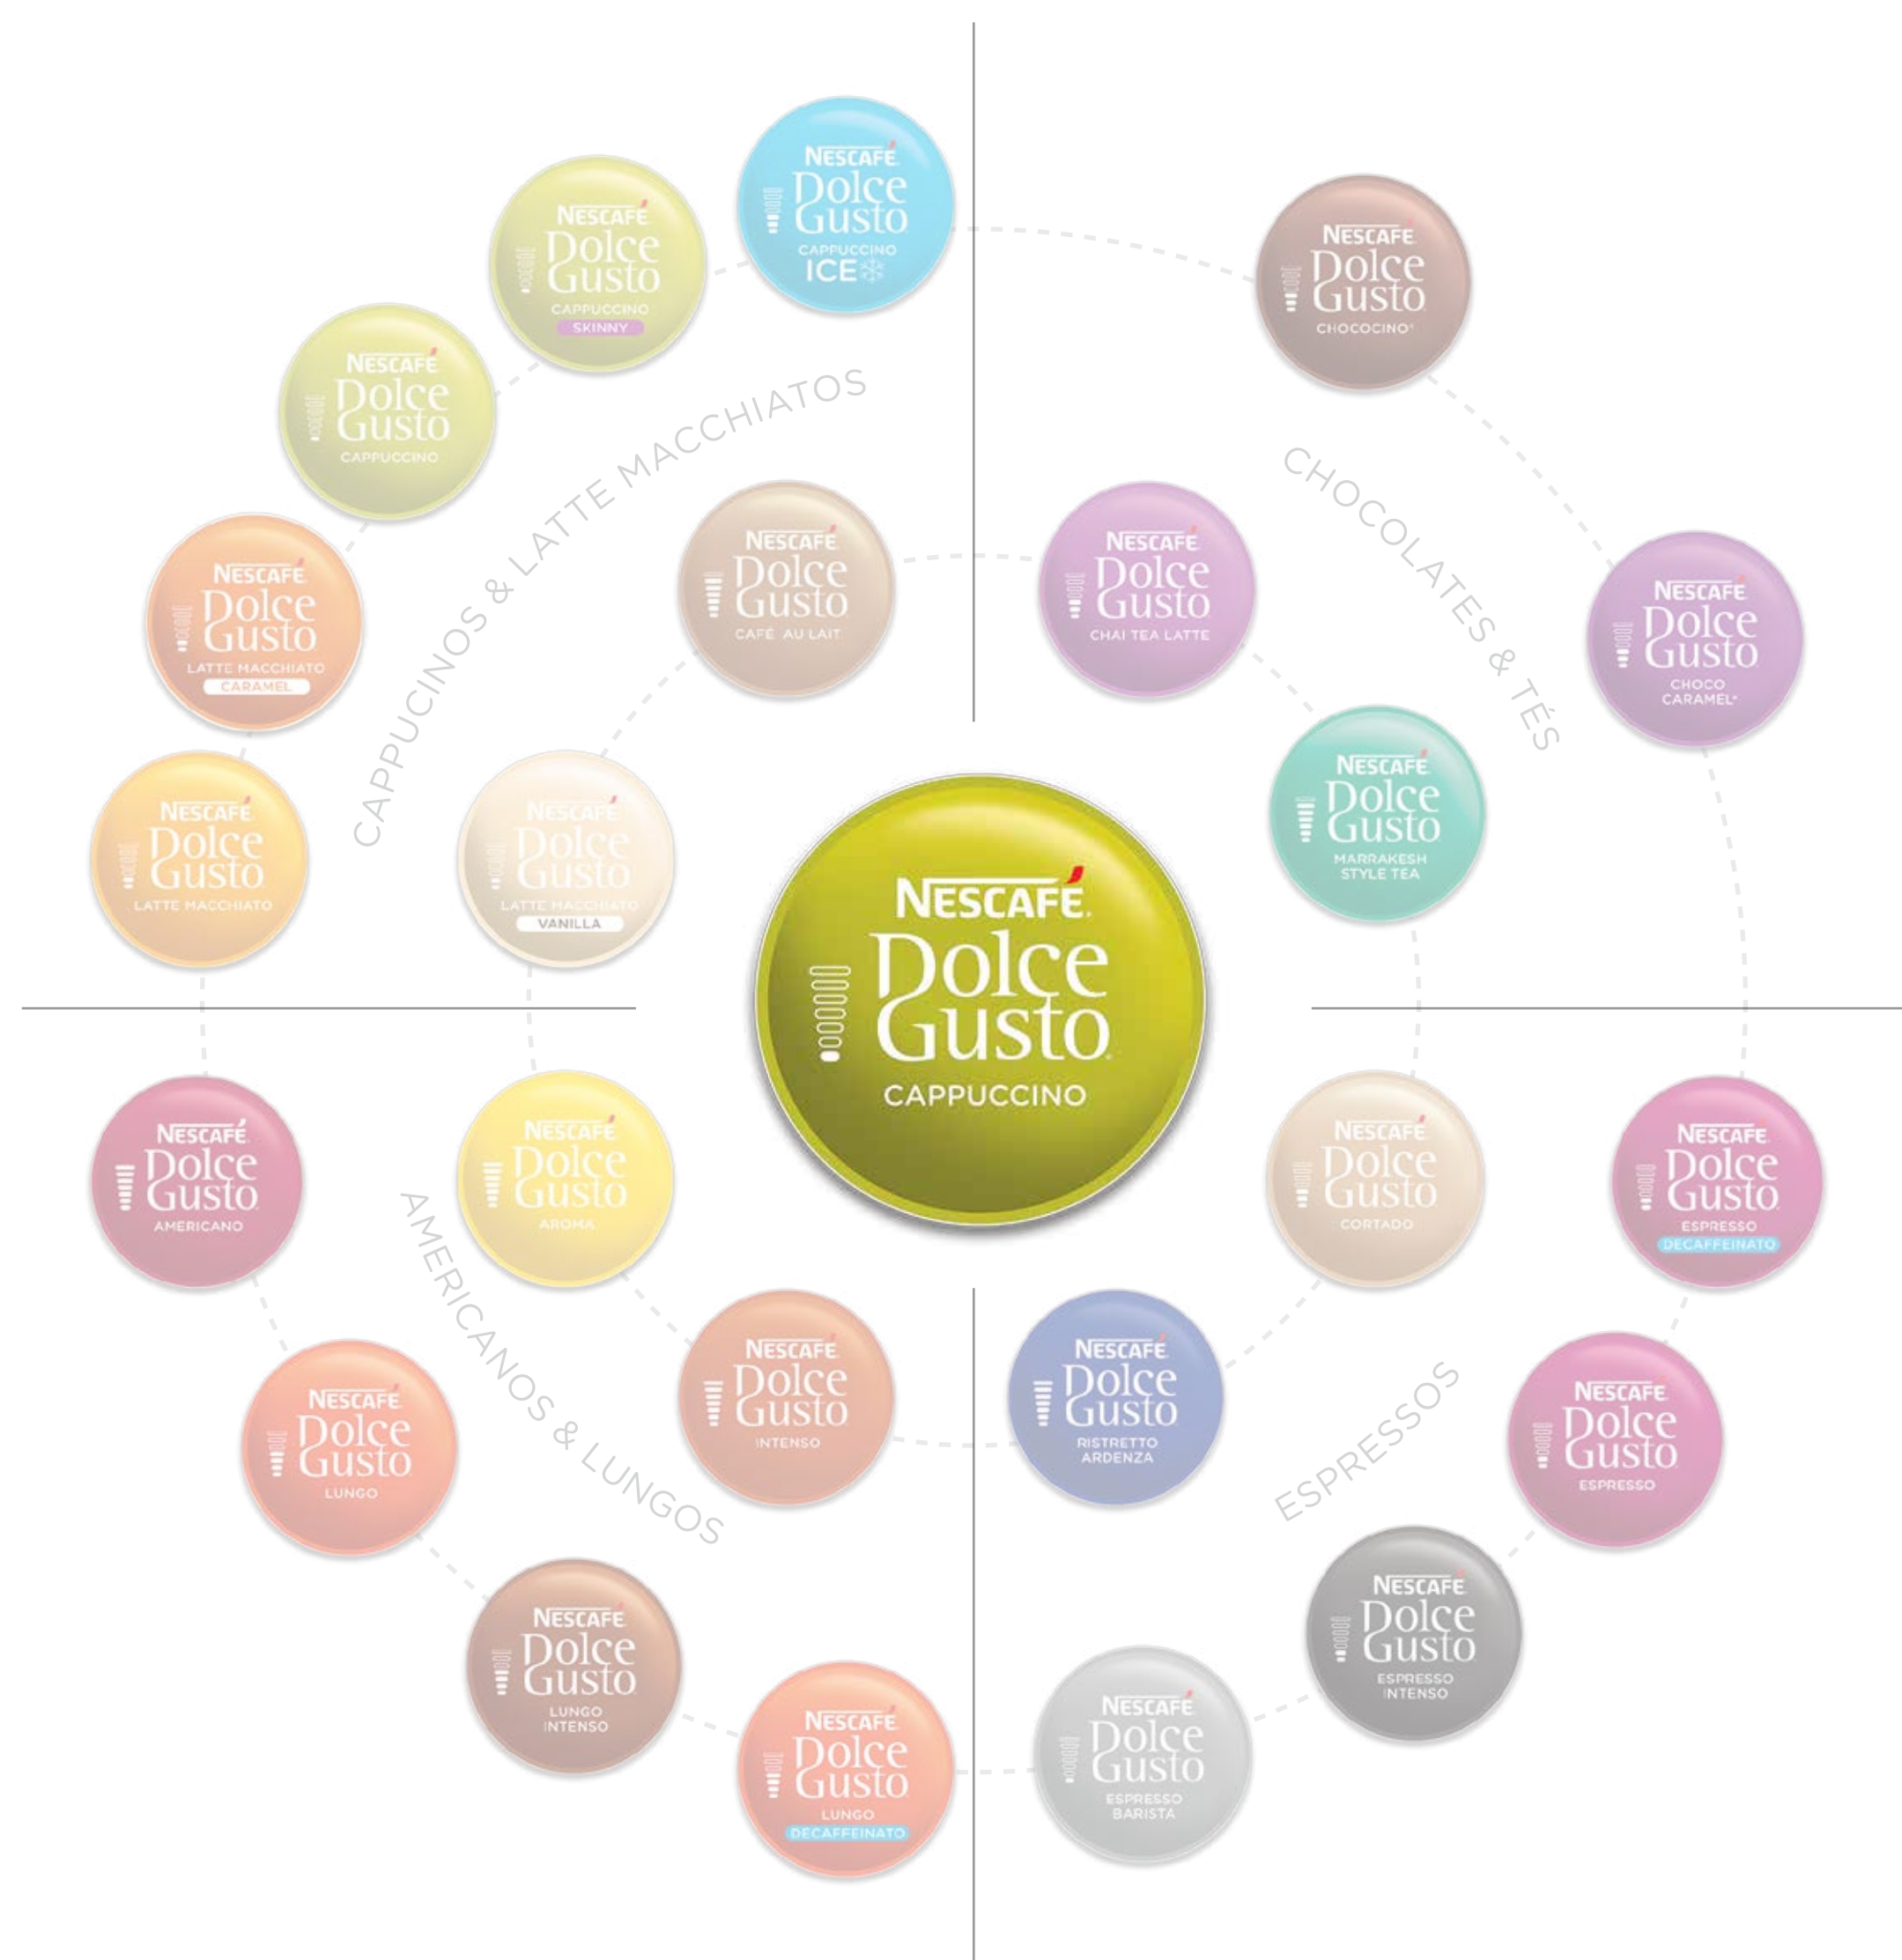 NESCAFÉ
Dolce
Gusto
CAPPUCCINO
ICE
NESCAFÉ
Dolce
Gusto
CAPPUCCINO
SKINNY
NESCAFÉ
Dolce
Gusto
CAPPUCCINO
NESCAFÉ
Dolce
Gusto
LATTE MACCHIATO
CARAMEL
NESCAFÉ
Dolce
Gusto
LATTE MACCHIATO
CAPPUCINOS & LATTE MACCHIATOS
NESCAFÉ
Dolce
Gusto
CAFÉ AU LAIT
NESCAFÉ
Dolce
Gusto
LATTE MACCHIATO
VANILLA
NESCAFÉ
Dolce
Gusto
CHOCOCINO*
NESCAFÉ
Dolce
Gusto
CHOCO
CARAMEL*
CHOCOLATES & TÉS
NESCAFÉ
Dolce
Gusto
CHAI TEA LATTE
NESCAFÉ
Dolce
Gusto
MARRAKESH
STYLE TEA
NESCAFÉ
Dolce
Gusto
CAPPUCCINO
NESCAFÉ
Dolce
Gusto
AMERICANO
NESCAFÉ
Dolce
Gusto
AROMA
NESCAFÉ
Dolce
Gusto
INTENSO
AMERICANOS & LUNGOS
NESCAFÉ
Dolce
Gusto
LUNGO
NESCAFÉ
Dolce
Gusto
LUNGO
INTENSO
NESCAFÉ
Dolce
Gusto
LUNGO
DECAFFEINATO
NESCAFÉ
Dolce
Gusto
CORTADO
NESCAFÉ
Dolce
Gusto
ESPRESSO
DECAFFEINATO
NESCAFÉ
Dolce
Gusto
RISTRETTO
ARDENZA
ESPRESSOS
NESCAFÉ
Dolce
Gusto
ESPRESSO
NESCAFÉ
Dolce
Gusto
ESPRESSO
INTENSO
NESCAFÉ
Dolce
Gusto
ESPRESSO
BARISTA